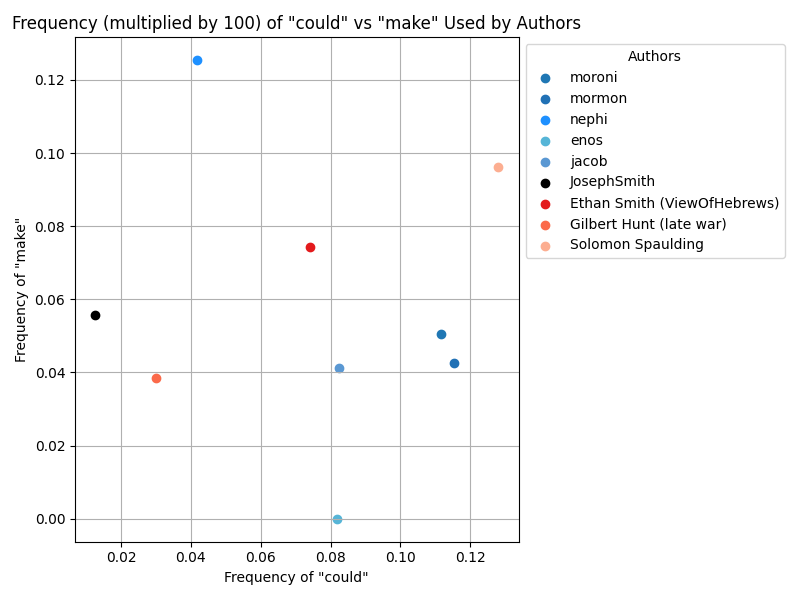 Frequency (multiplied by 100) of "could" vs "make" Used by Authors
Frequency of "make"
0.12
0.10
0.08
0.06
0.04
0.02
0.00
0.02 0.04 0.06 0.08 0.10 0.12
Frequency of "could"
Authors
moroni
mormon
nephi
enos
jacob
JosephSmith
Ethan Smith (ViewOfHebrews)
Gilbert Hunt (late war)
Solomon Spaulding